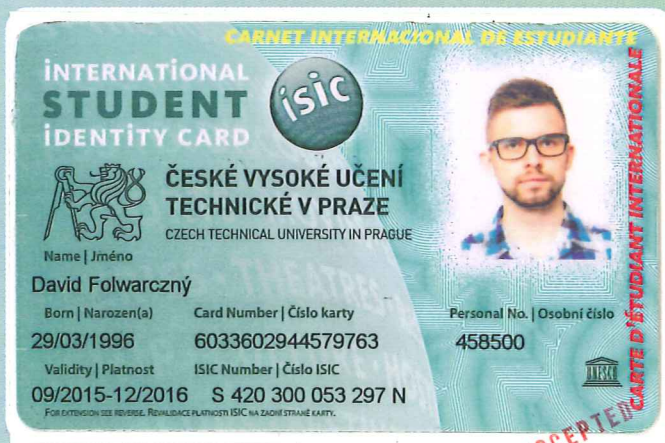 CARNET INTERNACIONAL DE ESTUDIANTE
INTERNATIONAL
STUDENT
IDENTITY CARD
isic
ČESKÉ VYSOKÉ UČENÍ
TECHNICKÉ V PRAZE
CZECH TECHNICAL UNIVERSITY IN PRAGUE
Name | Jméno
David Folwarczný
Born | Narozen(a)
Card Number | Číslo karty
Personal No. | Osobní číslo
29/03/1996
6033602944579763
458500
Validity | Platnost
ISIC Number | Číslo ISIC
09/2015-12/2016
S 420 300 053 297 N
FOR EXTENSION SEE REVERSE. REVALIDACE PLATNOSTI ISIC NA ZADNÍ STRANĚ KARTY.
UNESCO
CARTE D'ÉTUDIANT INTERNATIONALE